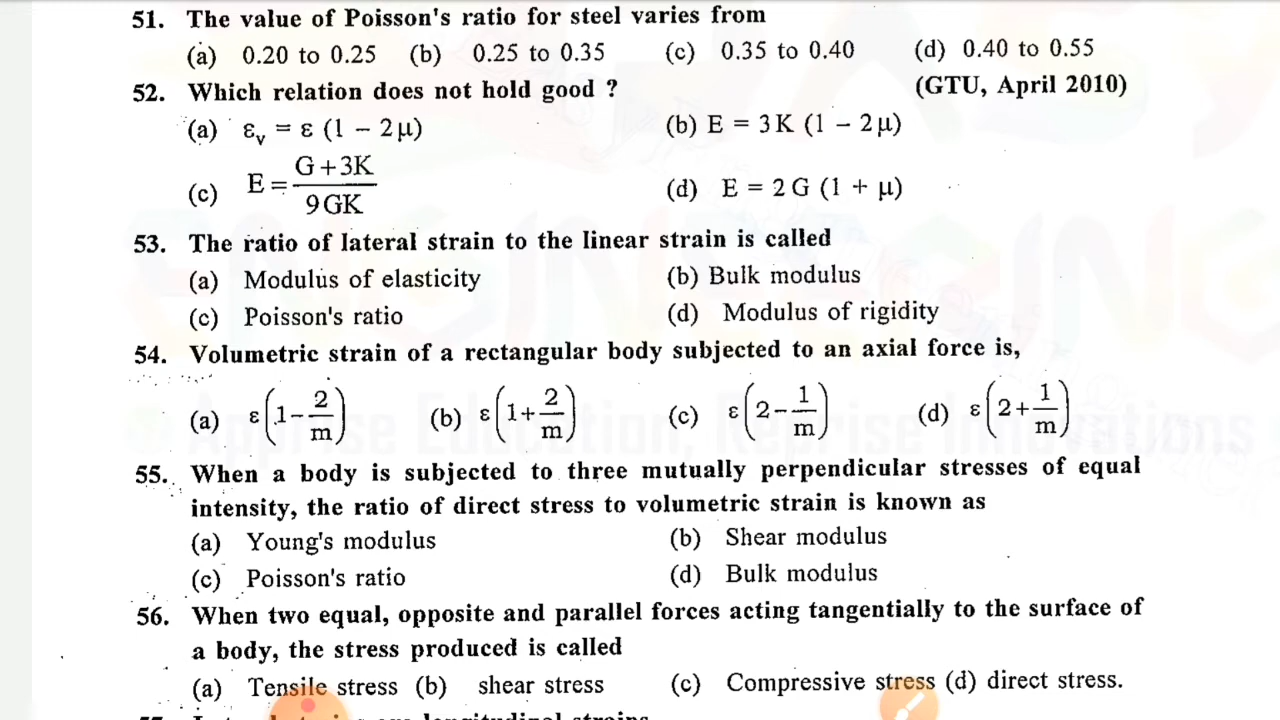 51. The value of Poisson's ratio for steel varies from
(a) 0.20 to 0.25 (b) 0.25 to 0.35 (c) 0.35 to 0.40 (d) 0.40 to 0.55
52. Which relation does not hold good ? (GTU, April 2010)
(a) εᵥ = ε (1 − 2μ) (b) E = 3K (1 − 2μ)
(c) E = (G+3K)/(9GK) (d) E = 2G (1 + μ)
53. The ratio of lateral strain to the linear strain is called
(a) Modulus of elasticity (b) Bulk modulus
(c) Poisson's ratio (d) Modulus of rigidity
54. Volumetric strain of a rectangular body subjected to an axial force is,
(a) ε(1−2/m) (b) ε(1+2/m) (c) ε(2−1/m) (d) ε(2+1/m)
55. When a body is subjected to three mutually perpendicular stresses of equal
intensity, the ratio of direct stress to volumetric strain is known as
(a) Young's modulus (b) Shear modulus
(c) Poisson's ratio (d) Bulk modulus
56. When two equal, opposite and parallel forces acting tangentially to the surface of
a body, the stress produced is called
(a) Tensile stress (b) shear stress (c) Compressive stress (d) direct stress.